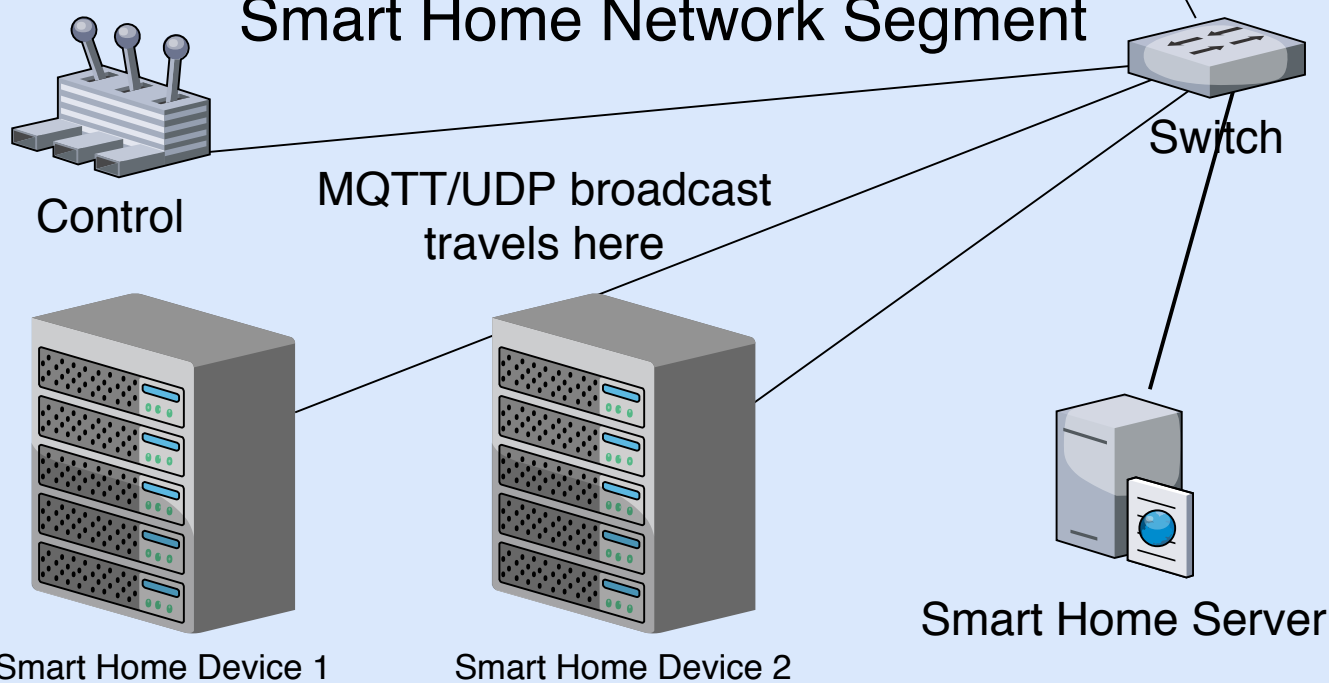 Smart Home Network Segment
Switch
MQTT/UDP broadcast
travels here
Control
Smart Home Server
Smart Home Device 1
Smart Home Device 2